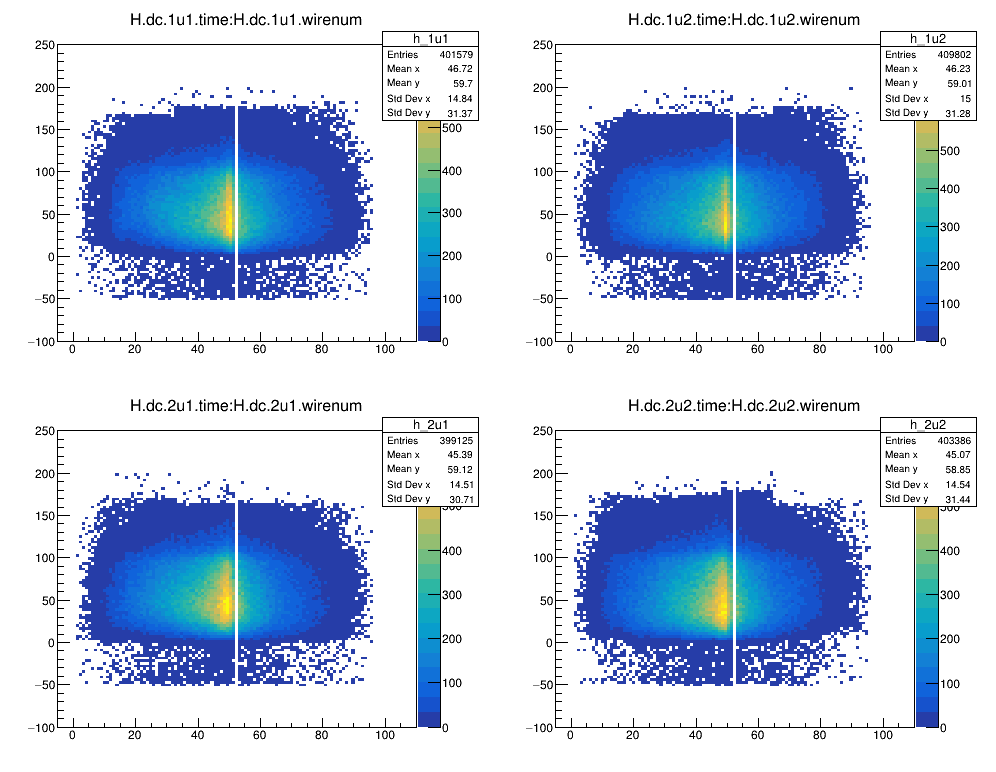 H.dc.1u1.time:H.dc.1u1.wirenum
h_1u1
Entries 401579
Mean x 46.72
Mean y 59.7
Std Dev x 14.84
Std Dev y 31.37
250
200
150
100
50
0
−50
−100
0 20 40 60 80 100
500
400
300
200
100
0
H.dc.1u2.time:H.dc.1u2.wirenum
h_1u2
Entries 409802
Mean x 46.23
Mean y 59.01
Std Dev x 15
Std Dev y 31.28
250
200
150
100
50
0
−50
−100
0 20 40 60 80 100
500
400
300
200
100
0
H.dc.2u1.time:H.dc.2u1.wirenum
h_2u1
Entries 399125
Mean x 45.39
Mean y 59.12
Std Dev x 14.51
Std Dev y 30.71
250
200
150
100
50
0
−50
−100
0 20 40 60 80 100
500
400
300
200
100
0
H.dc.2u2.time:H.dc.2u2.wirenum
h_2u2
Entries 403386
Mean x 45.07
Mean y 58.85
Std Dev x 14.54
Std Dev y 31.44
250
200
150
100
50
0
−50
−100
0 20 40 60 80 100
500
400
300
200
100
0